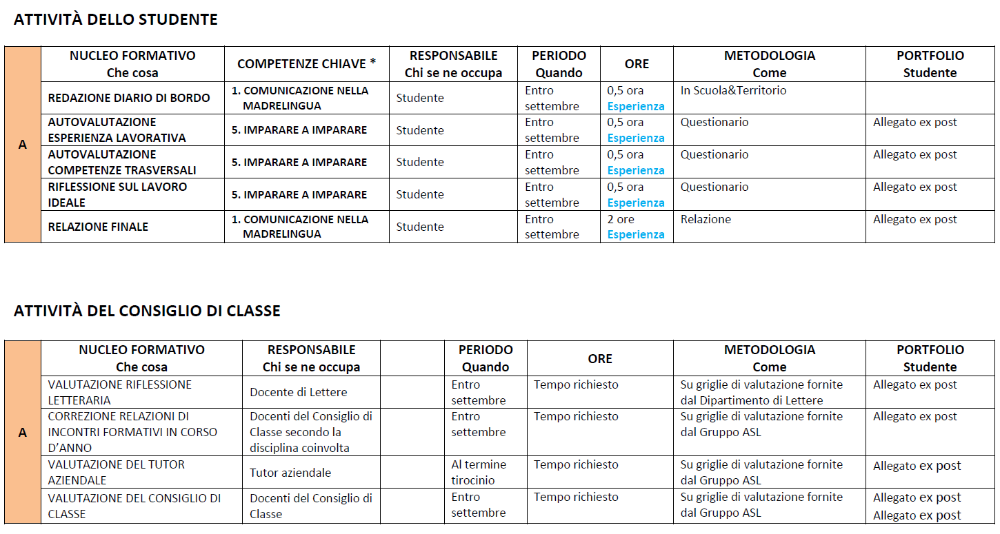 ATTIVITÀ DELLO STUDENTE
NUCLEO FORMATIVO
Che cosa
COMPETENZE CHIAVE *
RESPONSABILE
Chi se ne occupa
PERIODO
Quando
ORE
METODOLOGIA
Come
PORTFOLIO
Studente
A
REDAZIONE DIARIO DI BORDO
1. COMUNICAZIONE NELLA
MADRELINGUA
Studente
Entro
settembre
0,5 ora
Esperienza
In Scuola&Territorio
AUTOVALUTAZIONE
ESPERIENZA LAVORATIVA
5. IMPARARE A IMPARARE
Studente
Entro
settembre
0,5 ora
Esperienza
Questionario
Allegato ex post
AUTOVALUTAZIONE
COMPETENZE TRASVERSALI
5. IMPARARE A IMPARARE
Studente
Entro
settembre
0,5 ora
Esperienza
Questionario
Allegato ex post
RIFLESSIONE SUL LAVORO
IDEALE
5. IMPARARE A IMPARARE
Studente
Entro
settembre
0,5 ora
Esperienza
Questionario
Allegato ex post
RELAZIONE FINALE
1. COMUNICAZIONE NELLA
MADRELINGUA
Studente
Entro
settembre
2 ore
Esperienza
Relazione
Allegato ex post
ATTIVITÀ DEL CONSIGLIO DI CLASSE
NUCLEO FORMATIVO
Che cosa
RESPONSABILE
Chi se ne occupa
PERIODO
Quando
ORE
METODOLOGIA
Come
PORTFOLIO
Studente
A
VALUTAZIONE RIFLESSIONE
LETTERARIA
Docente di Lettere
Entro
settembre
Tempo richiesto
Su griglie di valutazione fornite
dal Dipartimento di Lettere
Allegato ex post
CORREZIONE RELAZIONI DI
INCONTRI FORMATIVI IN CORSO
D'ANNO
Docenti del Consiglio di
Classe secondo la
disciplina coinvolta
Entro
settembre
Tempo richiesto
Su griglie di valutazione fornite
dal Gruppo ASL
Allegato ex post
VALUTAZIONE DEL TUTOR
AZIENDALE
Tutor aziendale
Al termine
tirocinio
Tempo richiesto
Su griglie di valutazione fornite
dal Gruppo ASL
Allegato ex post
VALUTAZIONE DEL CONSIGLIO DI
CLASSE
Docenti del Consiglio di
Classe
Entro
settembre
Tempo richiesto
Su griglie di valutazione fornite
dal Gruppo ASL
Allegato ex post
Allegato ex post